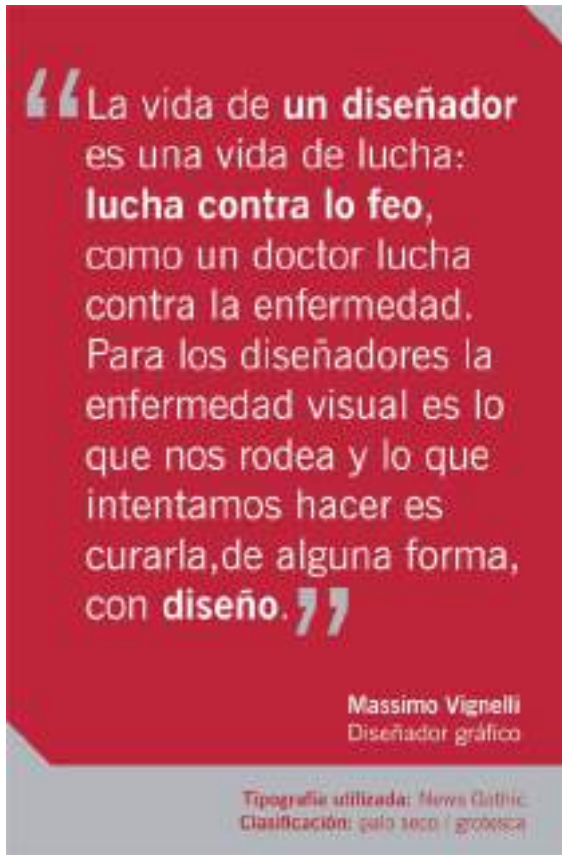 “La vida de un diseñador
es una vida de lucha:
lucha contra lo feo,
como un doctor lucha
contra la enfermedad.
Para los diseñadores la
enfermedad visual es lo
que nos rodea y lo que
intentamos hacer es
curarla,de alguna forma,
con diseño.”
Massimo Vignelli
Diseñador gráfico
Tipografía utilizada: News Gothic
Clasificación: palo seco / grotesca